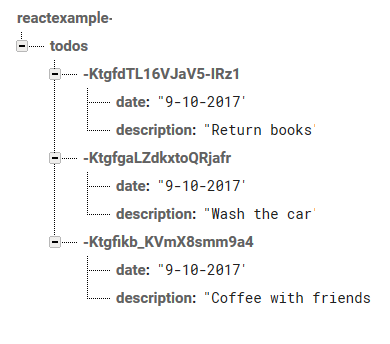 reactexample-
todos
-KtgfdTL16VJaV5-IRz1
date: "9-10-2017'
description: "Return books'
-KtgfgaLZdkxtoQRjafr
date: "9-10-2017'
description: "Wash the car'
-Ktgfikb_KVmX8smm9a4
date: "9-10-2017'
description: "Coffee with friends